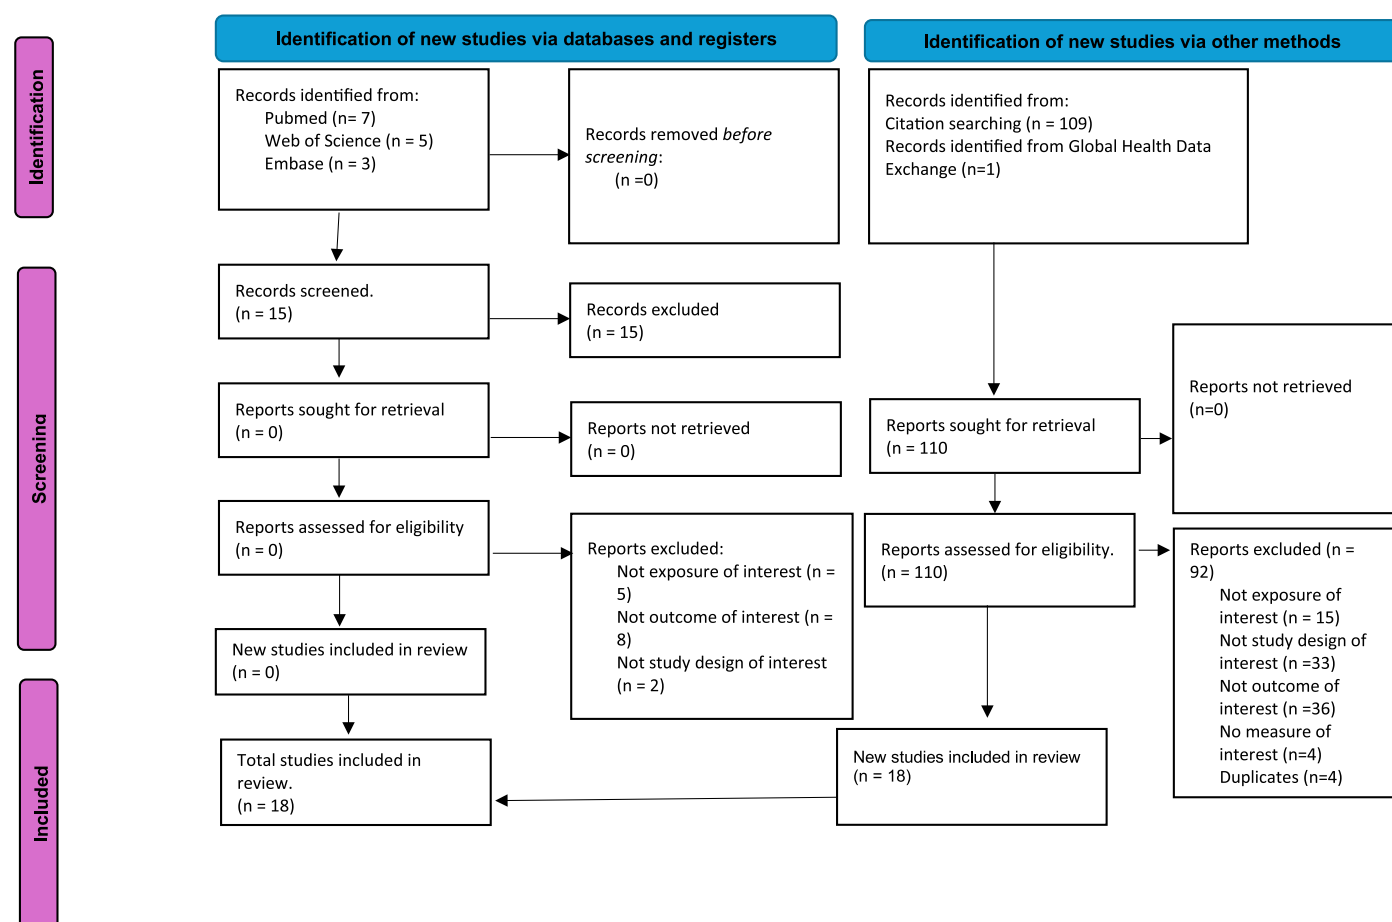 Identification of new studies via databases and registers
Identification of new studies via other methods
Identification
Records identified from:
Pubmed (n= 7)
Web of Science (n = 5)
Embase (n = 3)
Records removed before
screening:
(n =0)
Records identified from:
Citation searching (n = 109)
Records identified from Global Health Data
Exchange (n=1)
Screening
Records screened.
(n = 15)
Records excluded
(n = 15)
Reports sought for retrieval
(n = 0)
Reports not retrieved
(n = 0)
Reports sought for retrieval
(n = 110
Reports not retrieved
(n=0)
Reports assessed for eligibility
(n = 0)
Reports excluded:
Not exposure of interest (n =
5)
Not outcome of interest (n =
8)
Not study design of interest
(n = 2)
Reports assessed for eligibility.
(n = 110)
Reports excluded (n =
92)
Not exposure of
interest (n = 15)
Not study design of
interest (n =33)
Not outcome of
interest (n =36)
No measure of
interest (n=4)
Duplicates (n=4)
New studies included in review
(n = 0)
Included
Total studies included in
review.
(n = 18)
New studies included in review
(n = 18)